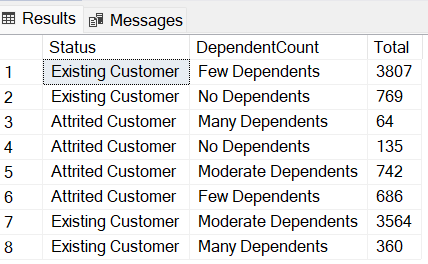 Results Messages
Status DependentCount Total
1 Existing Customer Few Dependents 3807
2 Existing Customer No Dependents 769
3 Attrited Customer Many Dependents 64
4 Attrited Customer No Dependents 135
5 Attrited Customer Moderate Dependents 742
6 Attrited Customer Few Dependents 686
7 Existing Customer Moderate Dependents 3564
8 Existing Customer Many Dependents 360